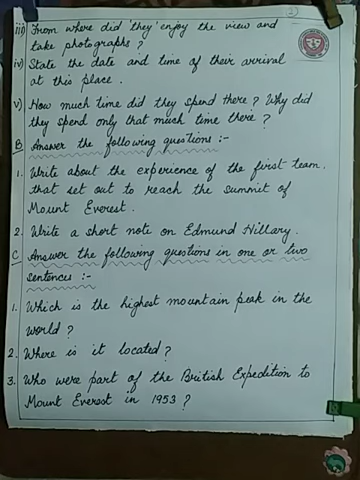 2
iii) From where did 'they' enjoy the view and
take photographs?
iv) State the date and time of their arrival
at this place.
v) How much time did they spend there? Why did
they spend only that much time there?
B Answer the following questions :-
1. Write about the experience of the first team
that set out to reach the summit of
Mount Everest.
2. Write a short note on Edmund Hillary.
C Answer the following questions in one or two
sentences :-
1. Which is the highest mountain peak in the
world?
2. Where is it located?
3. Who were part of the British Expedition to
Mount Everest in 1953?